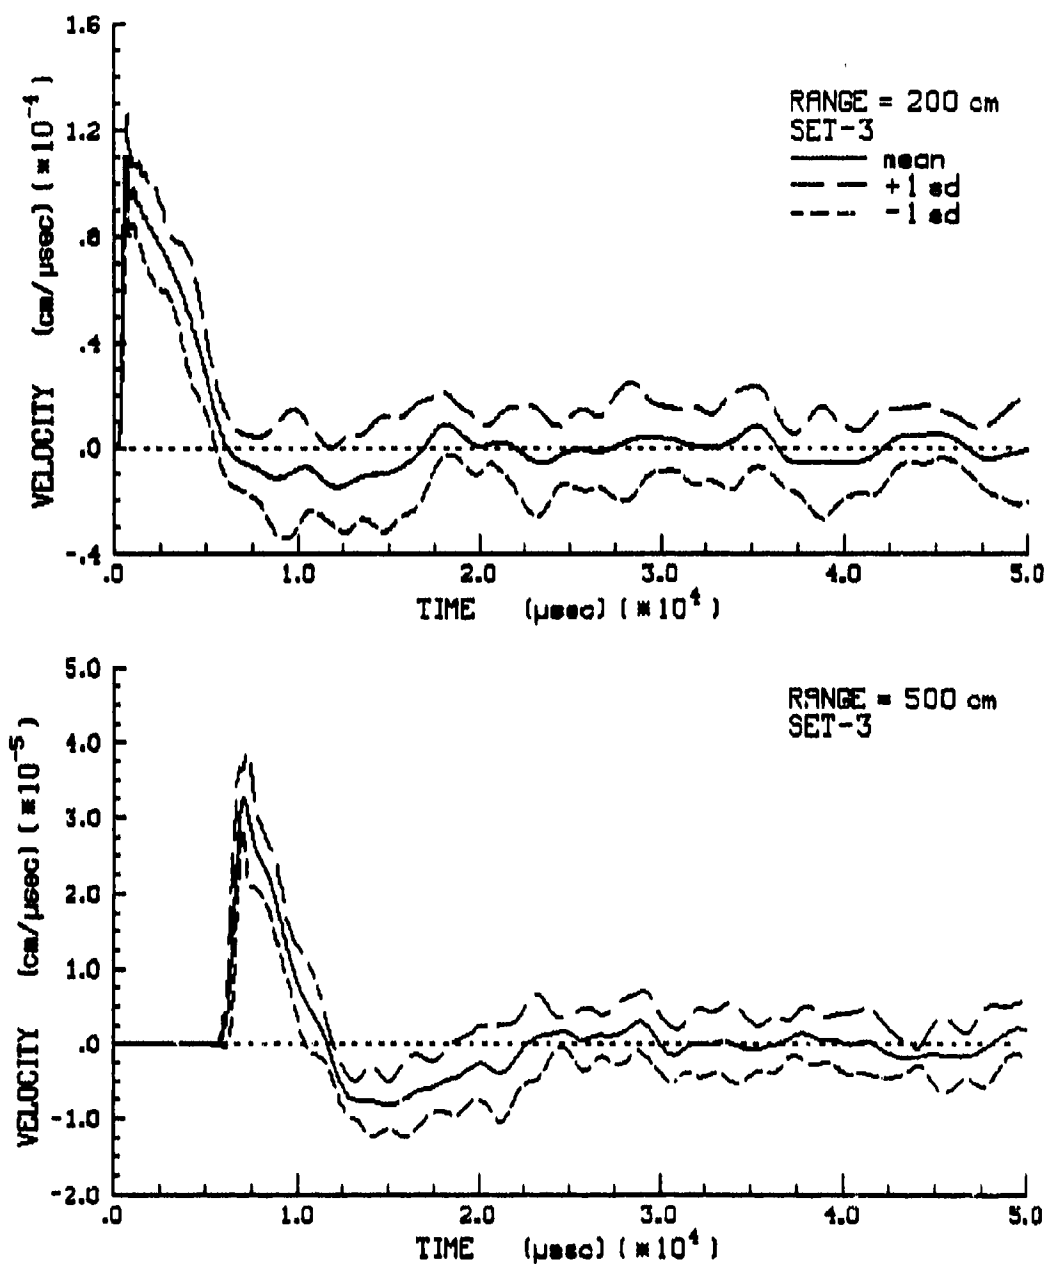 1.6
1.2
.8
.4
.0
-.4
VELOCITY (cm/µsec) (*10⁻⁴)
RANGE = 200 cm
SET-3
mean
+1 sd
-1 sd
.0 1.0 2.0 3.0 4.0 5.0
TIME (µsec) (*10⁴)
5.0
4.0
3.0
2.0
1.0
.0
-1.0
-2.0
VELOCITY (cm/µsec) (*10⁻⁵)
RANGE = 500 cm
SET-3
.0 1.0 2.0 3.0 4.0 5.0
TIME (µsec) (*10⁴)